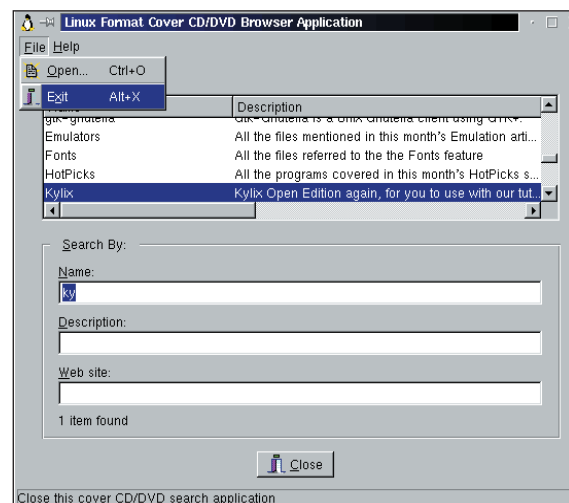 Linux Format Cover CD/DVD Browser Application
File Help
Open... Ctrl+O
Exit Alt+X
Description
gtk-gnutella Gtk-Gnutella is a Unix Gnutella client using GTK+.
Emulators All the files mentioned in this month's Emulation arti...
Fonts All the files referred to the the Fonts feature
HotPicks All the programs covered in this month's HotPicks s...
Kylix Kylix Open Edition again, for you to use with our tut...
Search By:
Name:
ky
Description:
Web site:
1 item found
Close
Close this cover CD/DVD search application